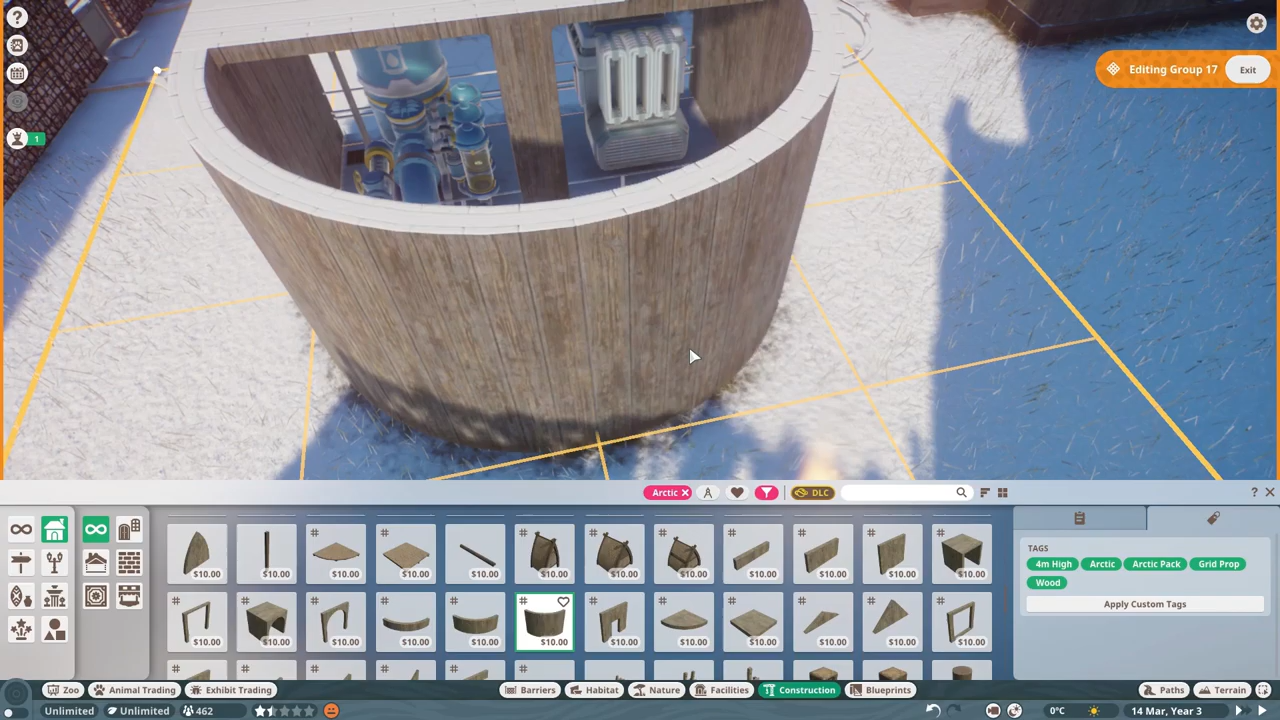 ?
Editing Group 17
Exit
1
Arctic
DLC
?
$10.00 $10.00 $10.00 $10.00 $10.00 $10.00 $10.00 $10.00 $10.00 $10.00 $10.00 $10.00
$10.00 $10.00 $10.00 $10.00 $10.00 $10.00 $10.00 $10.00 $10.00 $10.00 $10.00 $10.00
TAGS
4m High Arctic Arctic Pack Grid Prop
Wood
Apply Custom Tags
Zoo Animal Trading Exhibit Trading Barriers Habitat Nature Facilities Construction Blueprints Paths Terrain
Unlimited Unlimited 462 0°C 14 Mar, Year 3